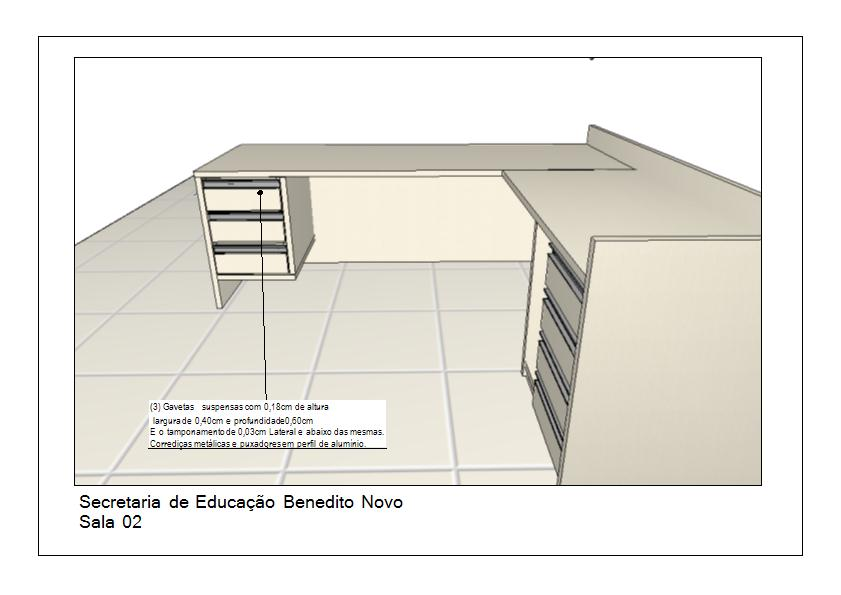 (3) Gavetas suspensas com 0,18cm de altura
largura de 0,40cm e profundidade0,60cm
E o tamponamento de 0,03cm Lateral e abaixo das mesmas.
Corrediças metálicas e puxadores em perfil de alumínio.
Secretaria de Educação Benedito Novo
Sala 02